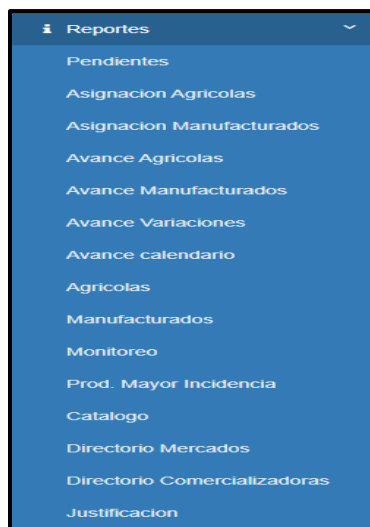 Reportes
Pendientes
Asignacion Agricolas
Asignacion Manufacturados
Avance Agricolas
Avance Manufacturados
Avance Variaciones
Avance calendario
Agricolas
Manufacturados
Monitoreo
Prod. Mayor Incidencia
Catalogo
Directorio Mercados
Directorio Comercializadoras
Justificacion